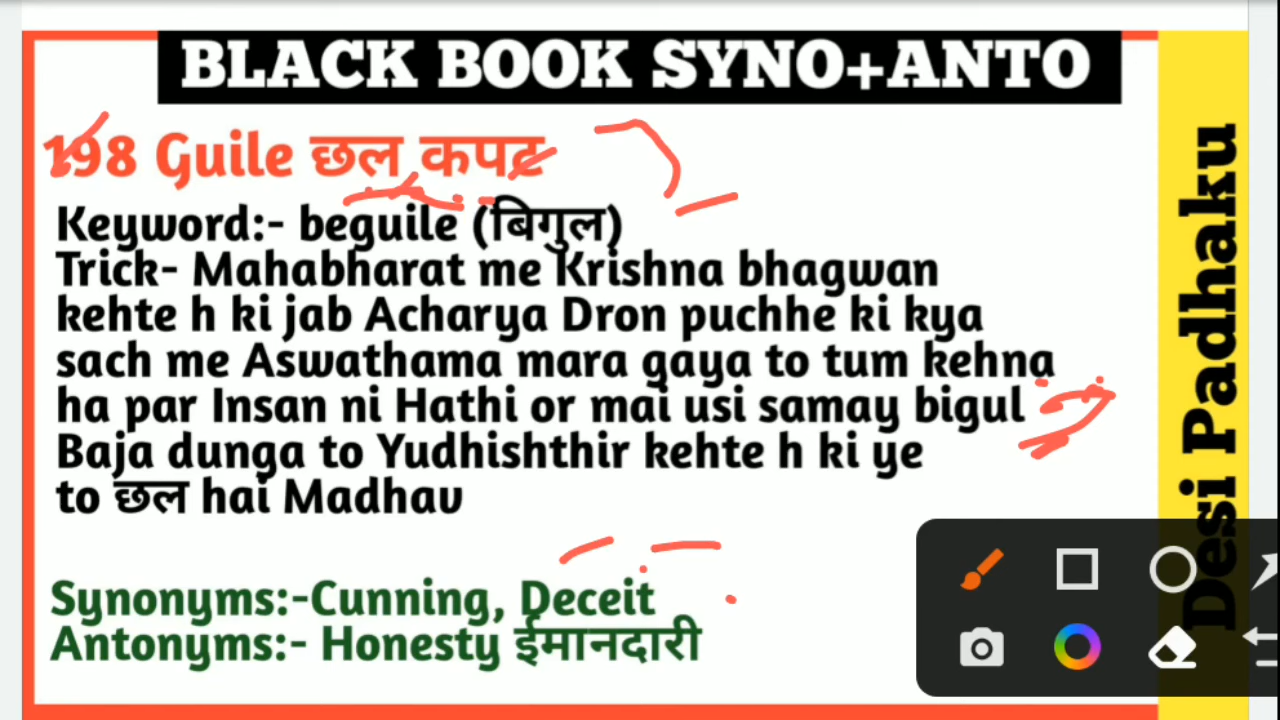 BLACK BOOK SYNO+ANTO
198 Guile छल कपट
Keyword:- beguile (बिगुल)
Trick- Mahabharat me Krishna bhagwan
kehte h ki jab Acharya Dron puchhe ki kya
sach me Aswathama mara gaya to tum kehna
ha par Insan ni Hathi or mai usi samay bigul
Baja dunga to Yudhishthir kehte h ki ye
to छल hai Madhav
Synonyms:-Cunning, Deceit
Antonyms:- Honesty ईमानदारी
Desi Padhaku